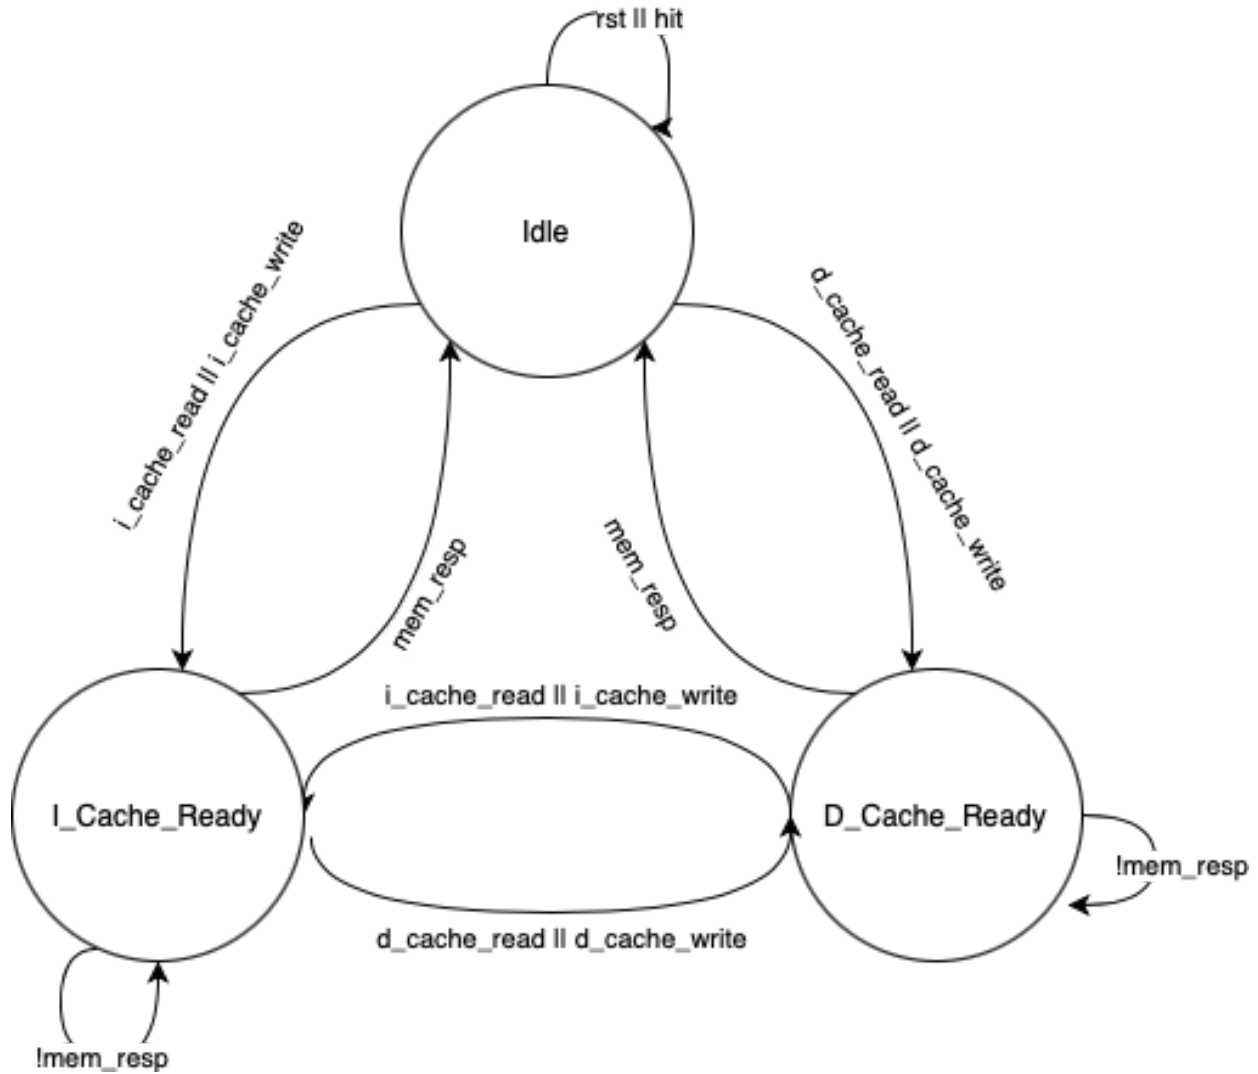 rst || hit
Idle
i_cache_read || i_cache_write
d_cache_read || d_cache_write
mem_resp
mem_resp
i_cache_read || i_cache_write
I_Cache_Ready
D_Cache_Ready
!mem_resp
d_cache_read || d_cache_write
!mem_resp